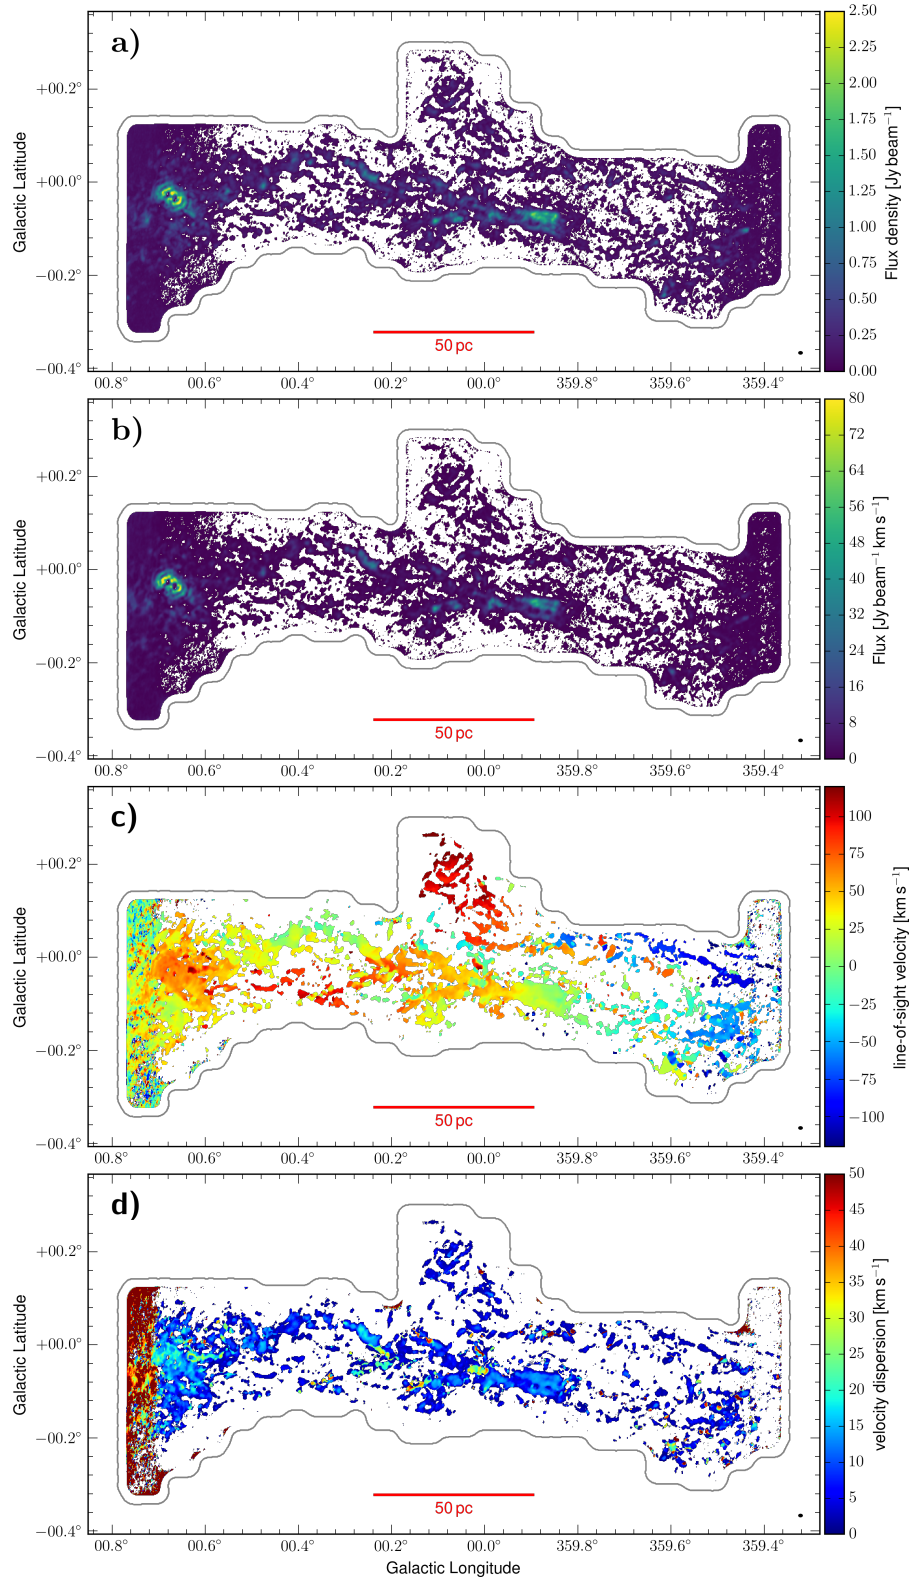 a)
Galactic Latitude
+00.2°
+00.0°
−00.2°
−00.4°
50 pc
00.8° 00.6° 00.4° 00.2° 00.0° 359.8° 359.6° 359.4°
2.50
2.25
2.00
1.75
1.50
1.25
1.00
0.75
0.50
0.25
0.00
Flux density [Jy beam⁻¹]
b)
Galactic Latitude
+00.2°
+00.0°
−00.2°
−00.4°
50 pc
00.8° 00.6° 00.4° 00.2° 00.0° 359.8° 359.6° 359.4°
80
72
64
56
48
40
32
24
16
8
0
Flux [Jy beam⁻¹ km s⁻¹]
c)
Galactic Latitude
+00.2°
+00.0°
−00.2°
−00.4°
50 pc
00.8° 00.6° 00.4° 00.2° 00.0° 359.8° 359.6° 359.4°
100
75
50
25
0
−25
−50
−75
−100
line-of-sight velocity [km s⁻¹]
d)
Galactic Latitude
+00.2°
+00.0°
−00.2°
−00.4°
50 pc
00.8° 00.6° 00.4° 00.2° 00.0° 359.8° 359.6° 359.4°
Galactic Longitude
50
45
40
35
30
25
20
15
10
5
0
velocity dispersion [km s⁻¹]